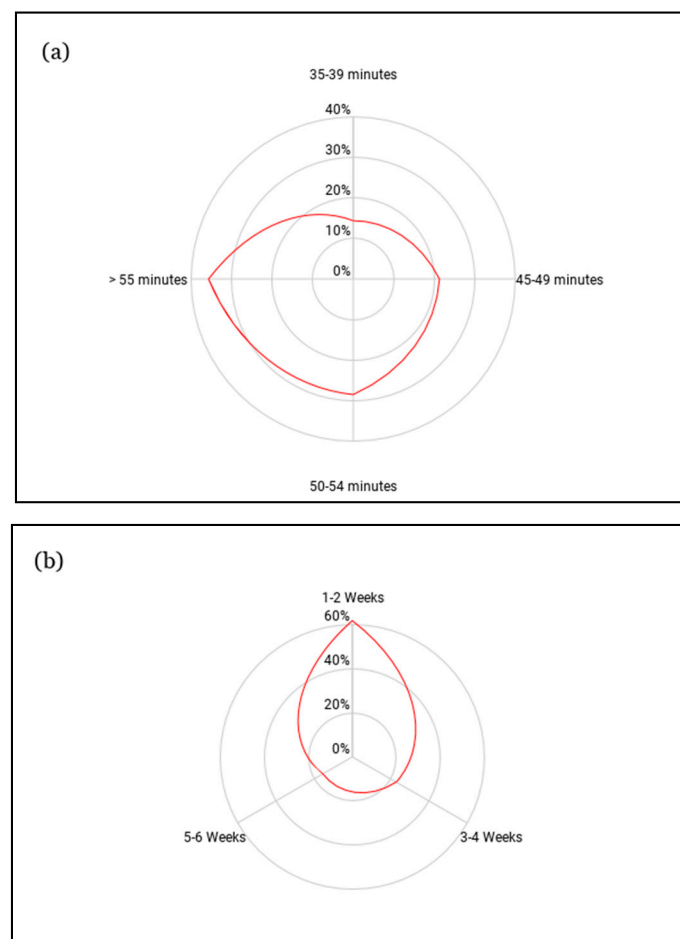 (a)
35-39 minutes
40%
30%
20%
10%
0%
> 55 minutes
45-49 minutes
50-54 minutes
(b)
1-2 Weeks
60%
40%
20%
0%
5-6 Weeks
3-4 Weeks